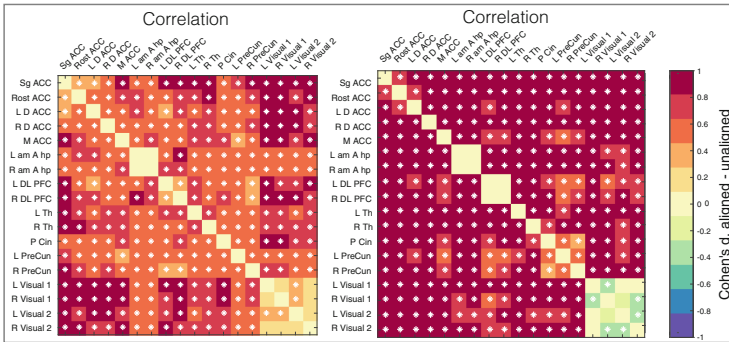 Correlation
Correlation
Sg ACC
Rost ACC
L D ACC
R D ACC
M ACC
L am A hp
R am A hp
L DL PFC
R DL PFC
L Th
R Th
P Cin
L PreCun
R PreCun
L Visual 1
R Visual 1
L Visual 2
R Visual 2
Sg ACC
Rost ACC
L D ACC
R D ACC
M ACC
L am A hp
R am A hp
L DL PFC
R DL PFC
L Th
R Th
P Cin
L PreCun
R PreCun
L Visual 1
R Visual 1
L Visual 2
R Visual 2
Sg ACC
Rost ACC
L D ACC
R D ACC
M ACC
L am A hp
R am A hp
L DL PFC
R DL PFC
L Th
R Th
P Cin
L PreCun
R PreCun
L Visual 1
R Visual 1
L Visual 2
R Visual 2
Sg ACC
Rost ACC
L D ACC
R D ACC
M ACC
L am A hp
R am A hp
L DL PFC
R DL PFC
L Th
R Th
P Cin
L PreCun
R PreCun
L Visual 1
R Visual 1
L Visual 2
R Visual 2
1
0.8
0.6
0.4
0.2
0
-0.2
-0.4
-0.6
-0.8
-1
Cohen's d, aligned - unaligned